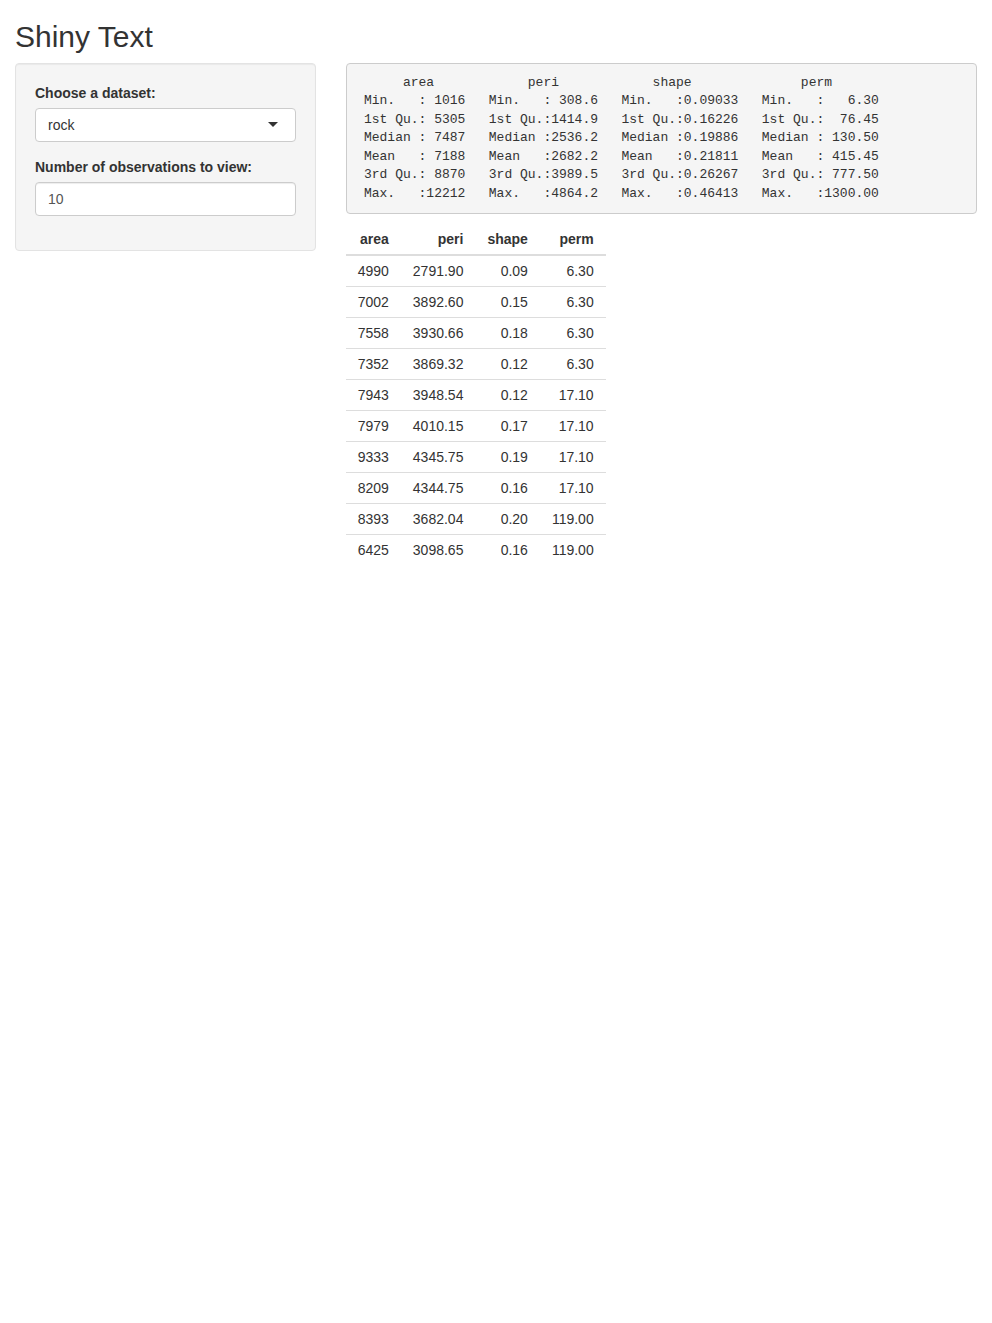 Shiny Text
Choose a dataset:
rock
Number of observations to view:
10
area peri shape perm
Min. : 1016 Min. : 308.6 Min. :0.09033 Min. : 6.30
1st Qu.: 5305 1st Qu.:1414.9 1st Qu.:0.16226 1st Qu.: 76.45
Median : 7487 Median :2536.2 Median :0.19886 Median : 130.50
Mean : 7188 Mean :2682.2 Mean :0.21811 Mean : 415.45
3rd Qu.: 8870 3rd Qu.:3989.5 3rd Qu.:0.26267 3rd Qu.: 777.50
Max. :12212 Max. :4864.2 Max. :0.46413 Max. :1300.00
area peri shape perm
4990 2791.90 0.09 6.30
7002 3892.60 0.15 6.30
7558 3930.66 0.18 6.30
7352 3869.32 0.12 6.30
7943 3948.54 0.12 17.10
7979 4010.15 0.17 17.10
9333 4345.75 0.19 17.10
8209 4344.75 0.16 17.10
8393 3682.04 0.20 119.00
6425 3098.65 0.16 119.00